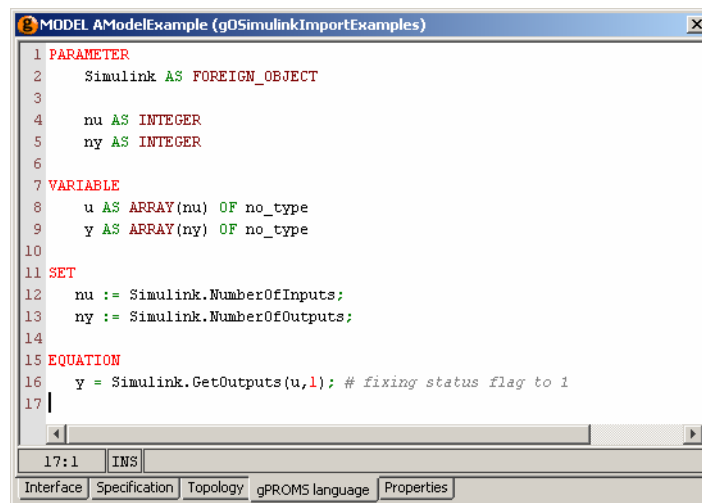 MODEL AModelExample (gOSimulinkImportExamples)
1 PARAMETER
2 Simulink AS FOREIGN_OBJECT
3
4 nu AS INTEGER
5 ny AS INTEGER
6
7 VARIABLE
8 u AS ARRAY(nu) OF no_type
9 y AS ARRAY(ny) OF no_type
10
11 SET
12 nu := Simulink.NumberOfInputs;
13 ny := Simulink.NumberOfOutputs;
14
15 EQUATION
16 y = Simulink.GetOutputs(u,1); # fixing status flag to 1
17
17:1 INS
Interface Specification Topology gPROMS language Properties